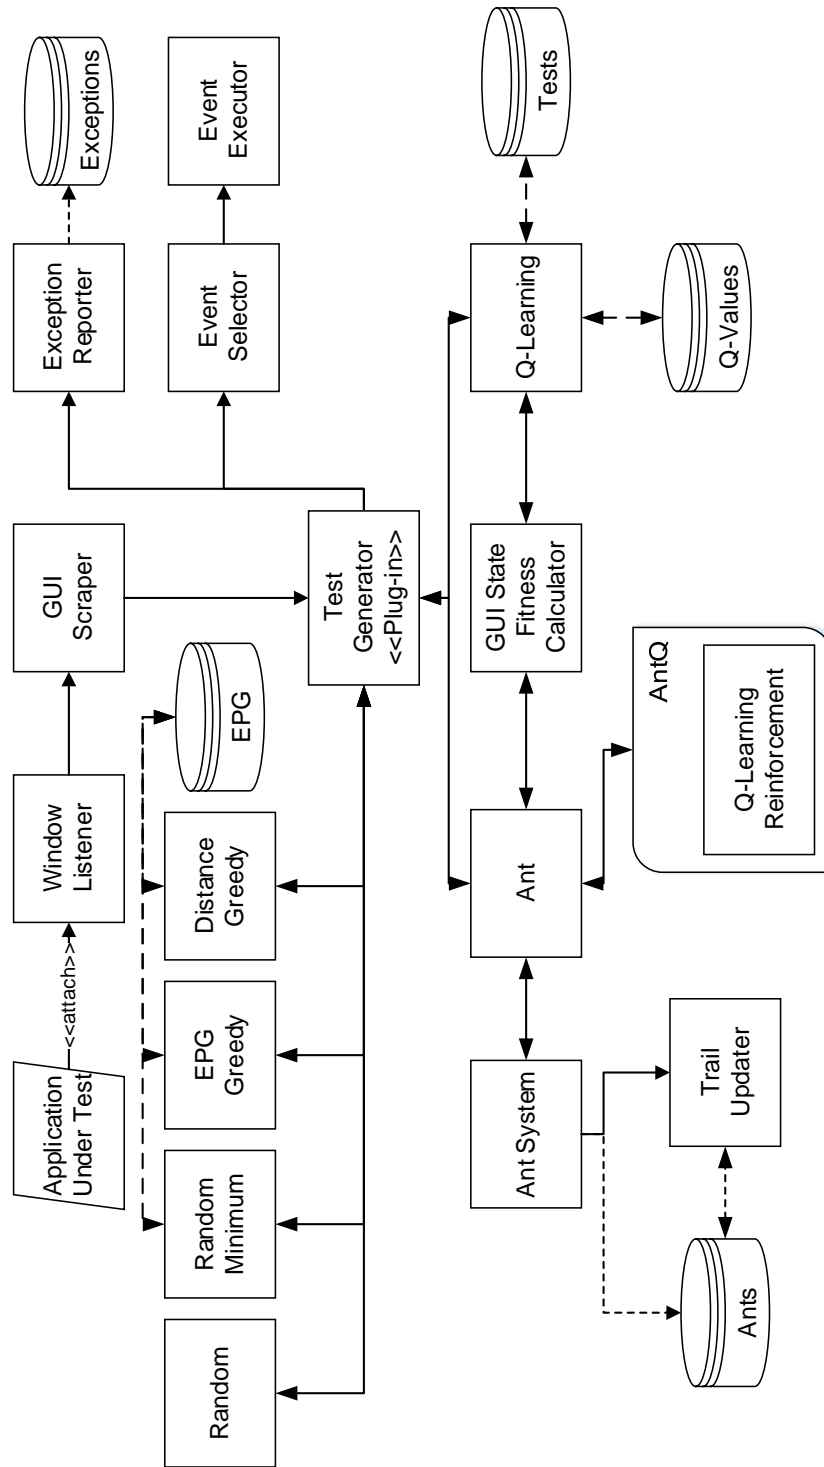 Application
Under Test
<<attach>>
Window
Listener
GUI
Scraper
Exception
Reporter
Exceptions
Random
Random
Minimum
EPG
Greedy
Distance
Greedy
EPG
Event
Selector
Event
Executor
Test
Generator
<<Plug-in>>
Ant System
Ant
GUI State
Fitness
Calculator
Q-Learning
Tests
Ants
Trail
Updater
AntQ
Q-Learning
Reinforcement
Q-Values